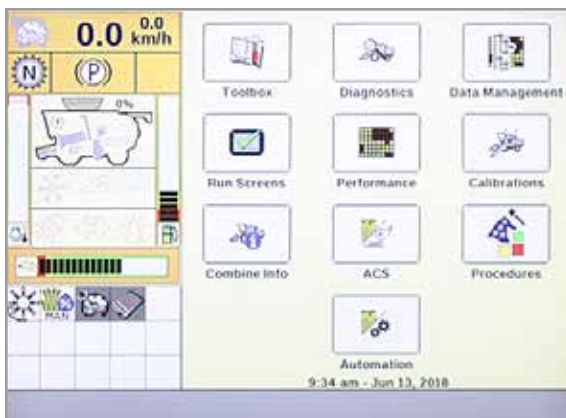 0.0 0.0 km/h
N (P)
0%
MAN
Toolbox Diagnostics Data Management
Run Screens Performance Calibrations
Combine Info ACS Procedures
Automation
9:34 am - Jun 13, 2018